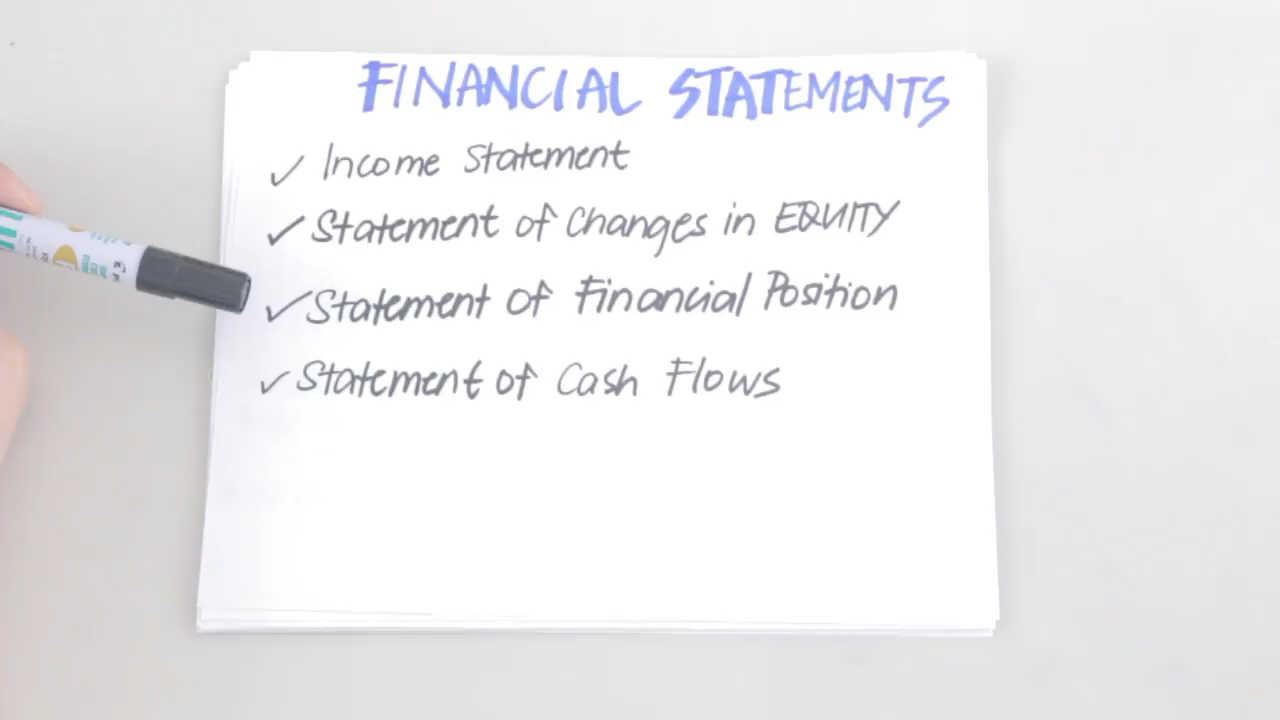 FINANCIAL STATEMENTS
✓ Income Statement
✓ Statement of Changes in EQUITY
✓ Statement of Financial Position
✓ Statement of Cash Flows